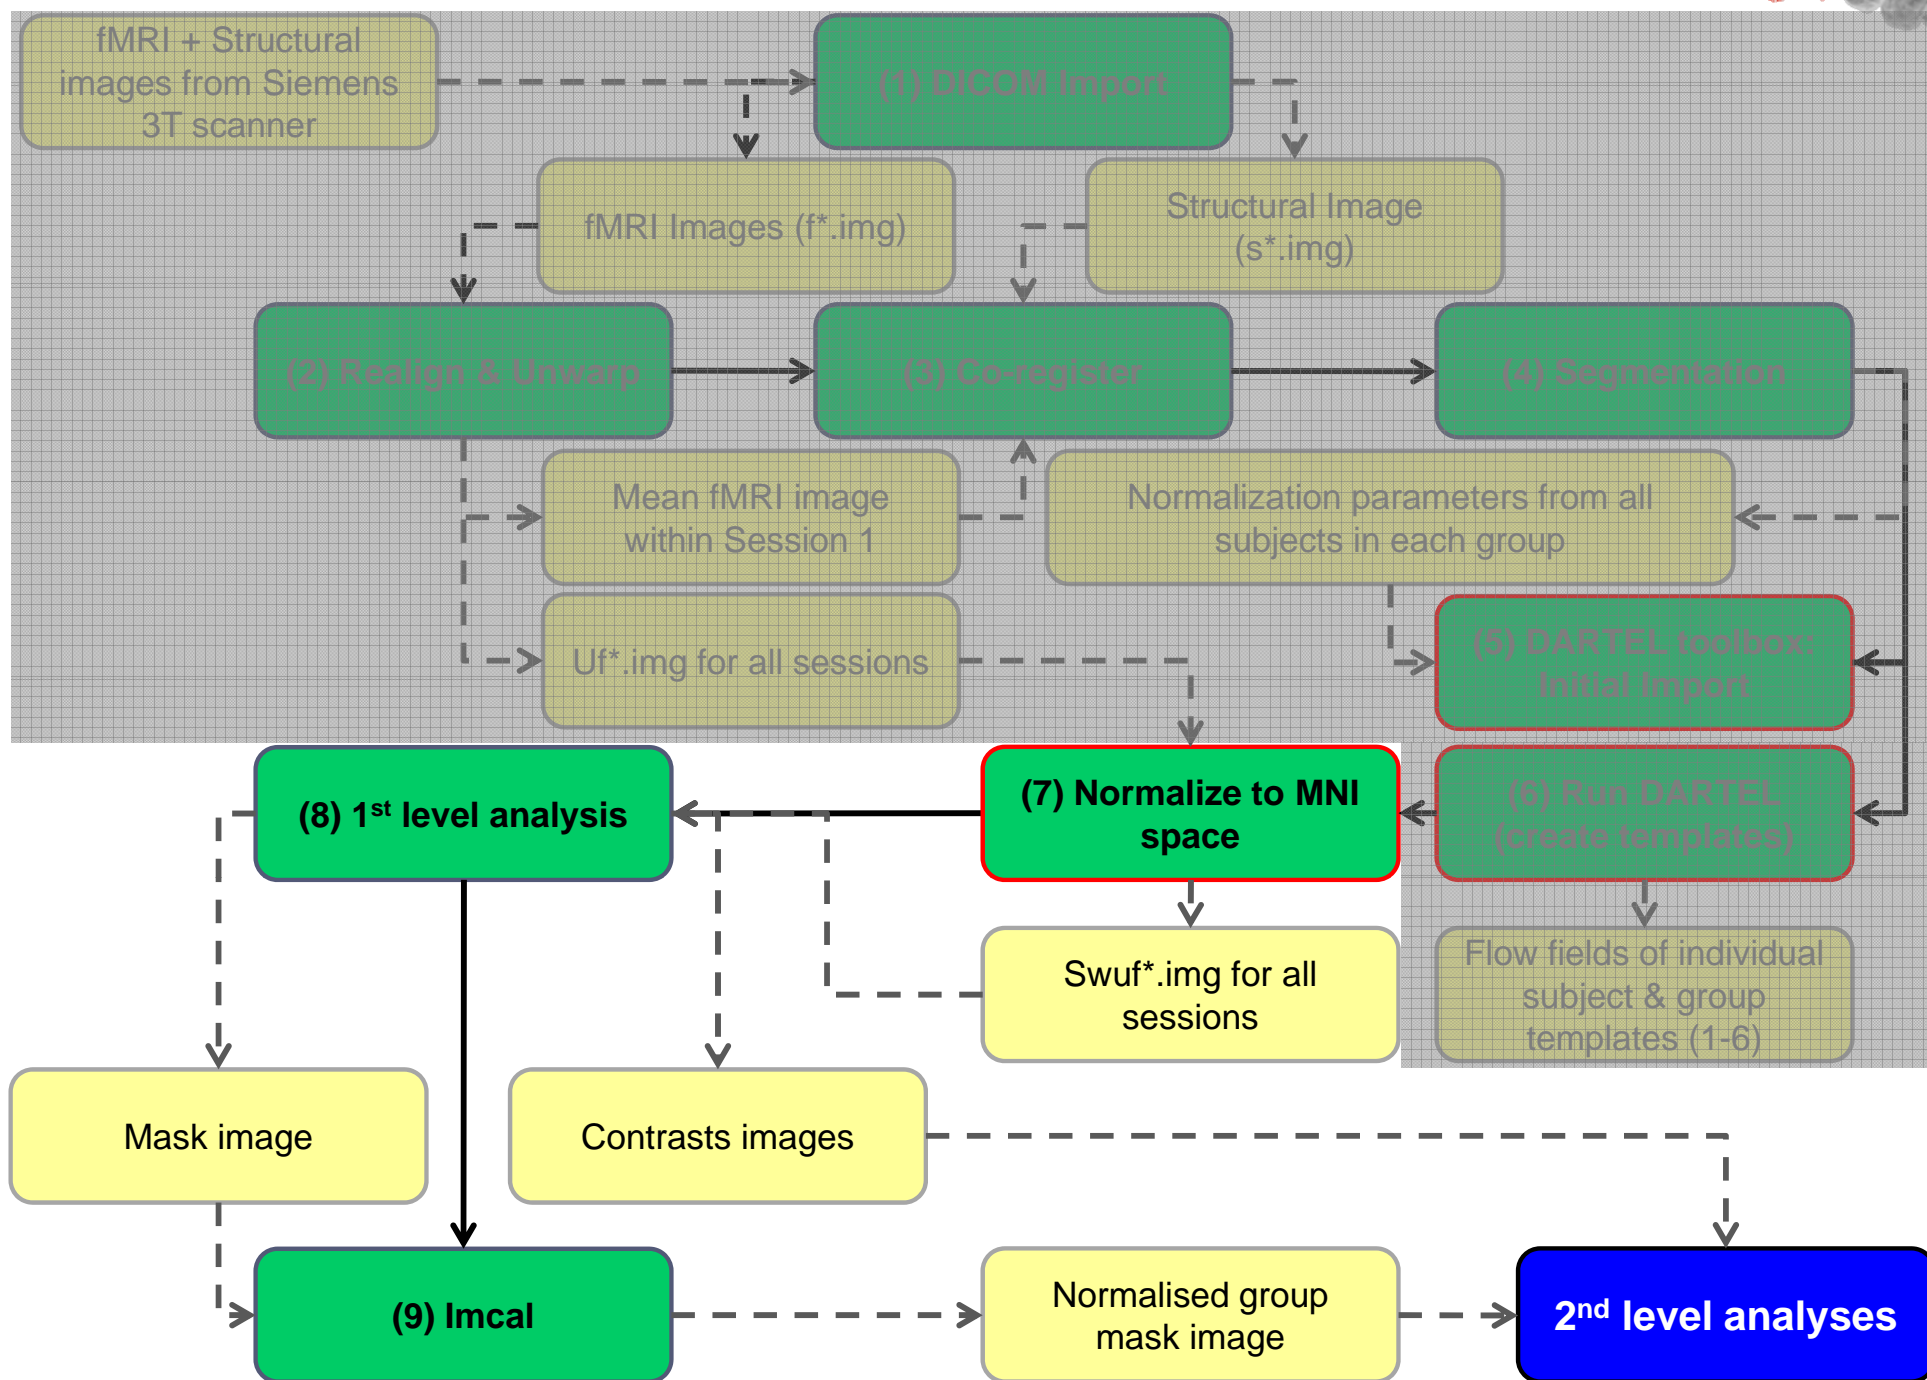 fMRI + Structural
images from Siemens
3T scanner
(1) DICOM Import
fMRI Images (f*.img)
Structural Image
(s*.img)
(2) Realign & Unwarp
(3) Co-register
(4) Segmentation
Mean fMRI image
within Session 1
Normalization parameters from all
subjects in each group
Uf*.img for all sessions
(5) DARTEL toolbox:
Initial Import
(8) 1st level analysis
(7) Normalize to MNI
space
(6) Run DARTEL
(create templates)
Swuf*.img for all
sessions
Flow fields of individual
subject & group
templates (1-6)
Mask image
Contrasts images
(9) Imcal
Normalised group
mask image
2nd level analyses